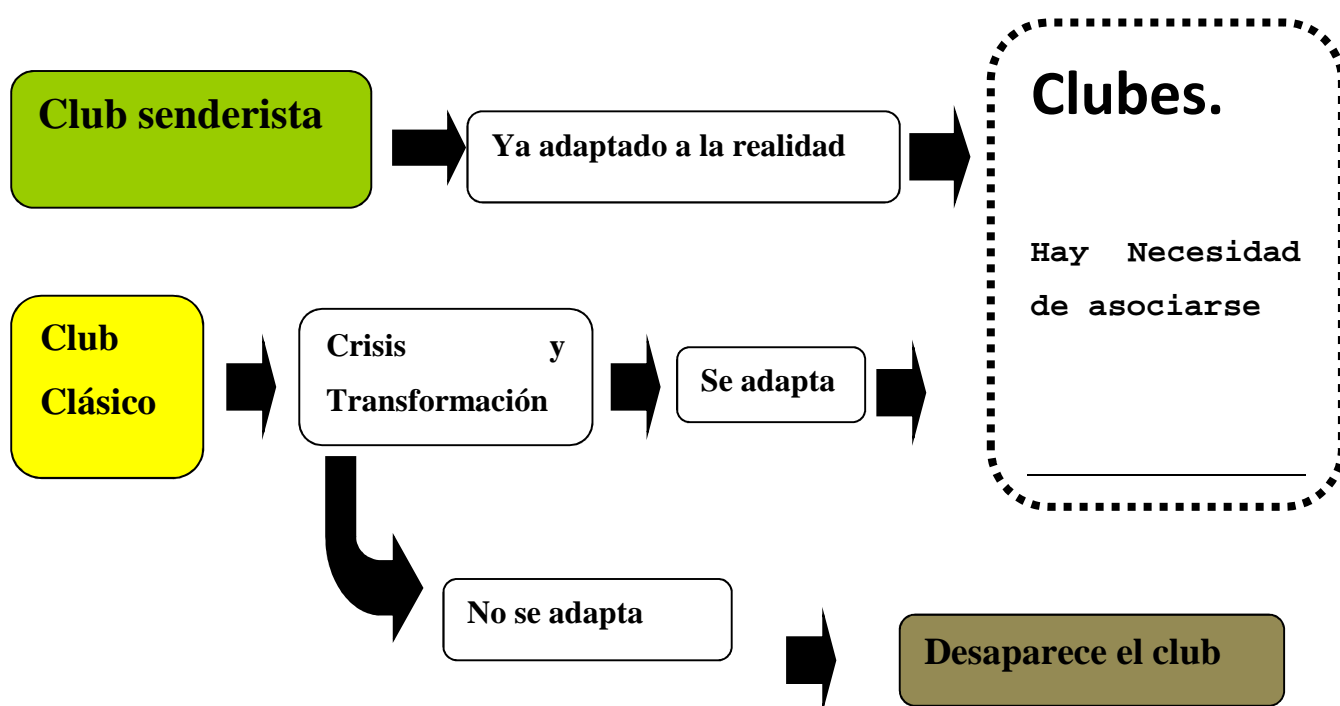 Club senderista
Ya adaptado a la realidad
Clubes.
Hay Necesidad
de asociarse
Club
Clásico
Crisis y
Transformación
Se adapta
No se adapta
Desaparece el club